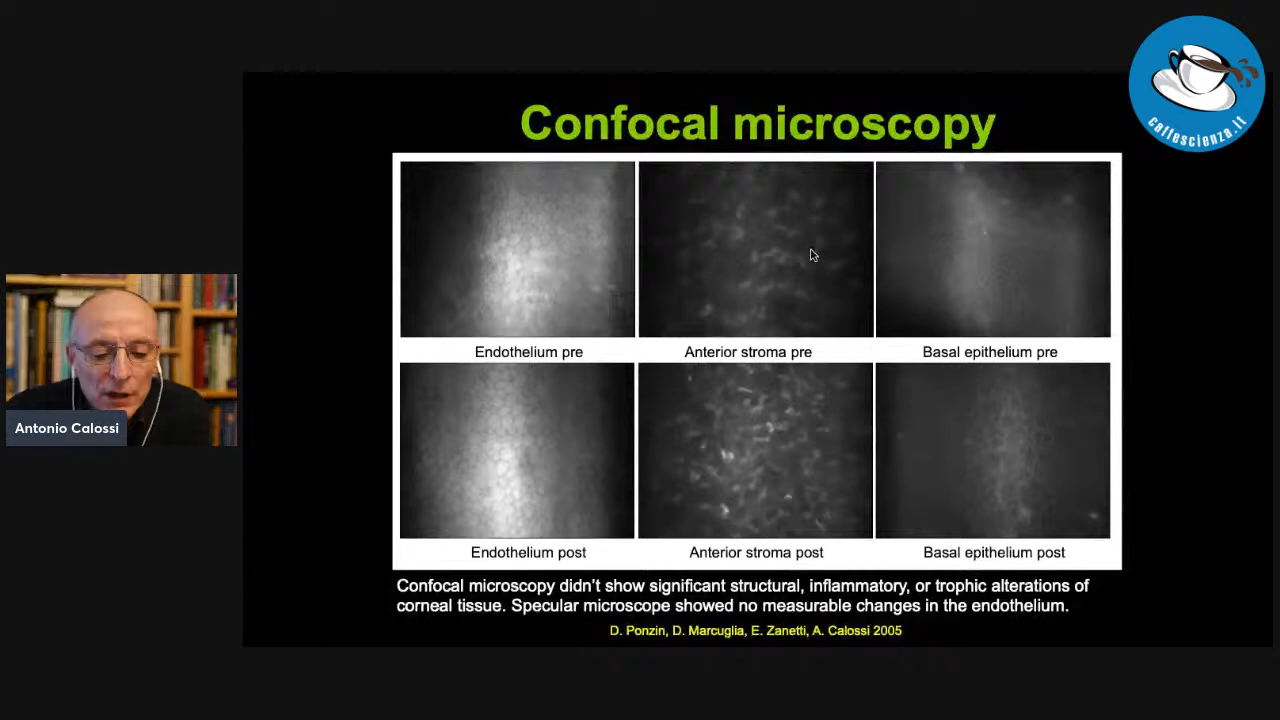 caffescienza.it
Confocal microscopy
Endothelium pre
Anterior stroma pre
Basal epithelium pre
Endothelium post
Anterior stroma post
Basal epithelium post
Confocal microscopy didn't show significant structural, inflammatory, or trophic alterations of
corneal tissue. Specular microscope showed no measurable changes in the endothelium.
D. Ponzin, D. Marcuglia, E. Zanetti, A. Calossi 2005
Antonio Calossi